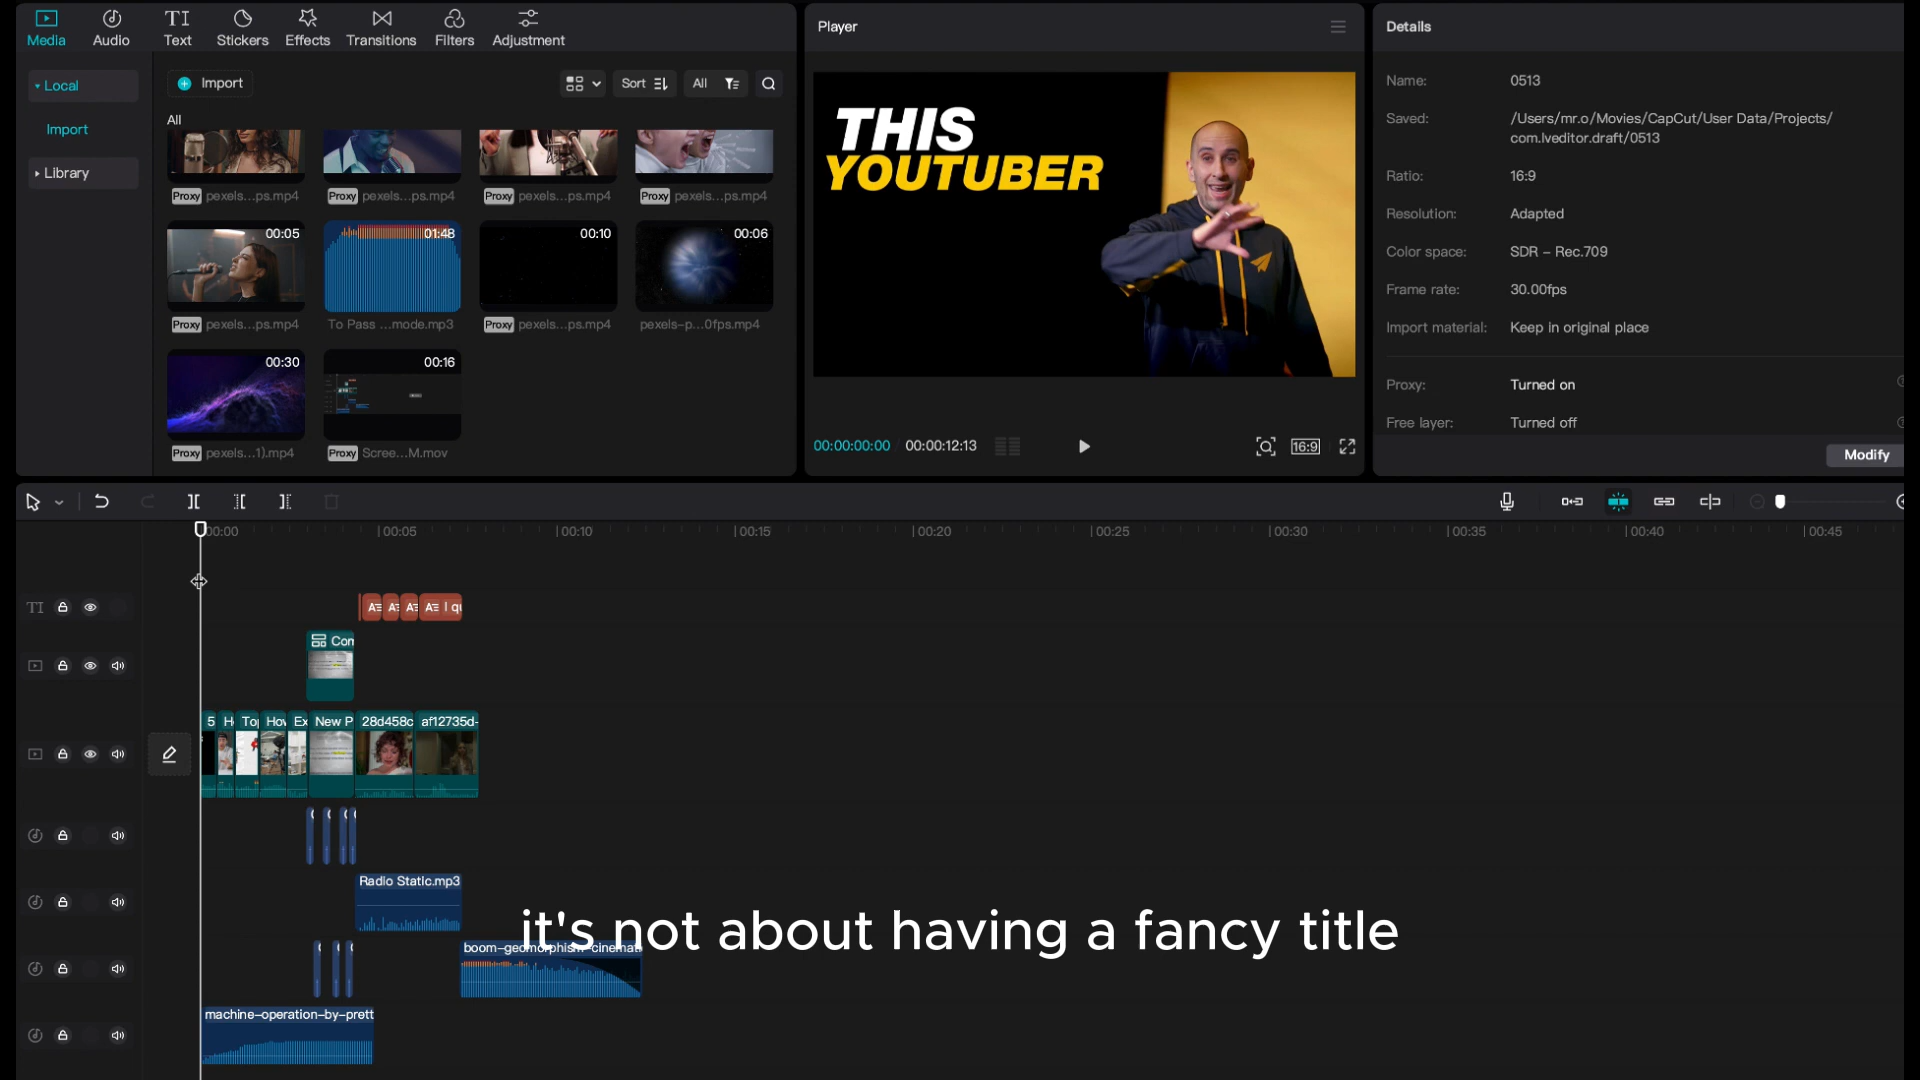 Media
Audio
Text
Stickers
Effects
Transitions
Filters
Adjustment
Local
Import
Library
Import
Sort
All
All
Proxy pexels...ps.mp4
Proxy pexels...ps.mp4
Proxy pexels...ps.mp4
Proxy pexels...ps.mp4
00:05
01:48
00:10
00:06
Proxy pexels...ps.mp4
To Pass ...mode.mp3
Proxy pexels...ps.mp4
pexels-p...0fps.mp4
00:30
00:16
Proxy pexels...1).mp4
Proxy Scree...M.mov
Player
THIS
YOUTUBER
00:00:00:00
00:00:12:13
16:9
Details
Name: 0513
Saved: /Users/mr.o/Movies/CapCut/User Data/Projects/
com.lveditor.draft/0513
Ratio: 16:9
Resolution: Adapted
Color space: SDR – Rec.709
Frame rate: 30.00fps
Import material: Keep in original place
Proxy: Turned on
Free layer: Turned off
Modify
00:00 00:05 00:10 00:15 00:20 00:25 00:30 00:35 00:40 00:45
TI
I qu
Com
5 He Top How Ex New P 28d458c af12735d-
Radio Static.mp3
boom-geomorphism-cinemat
it's not about having a fancy title
machine-operation-by-prett